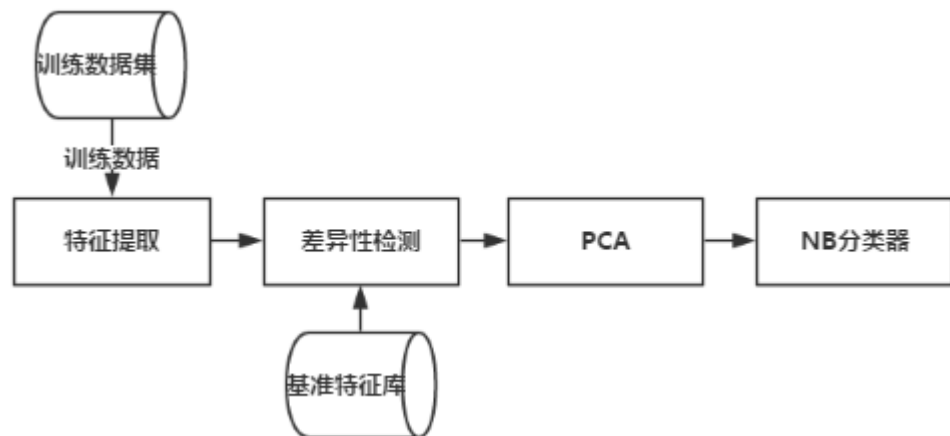 训练数据集
训练数据
特征提取
差异性检测
PCA
NB分类器
基准特征库